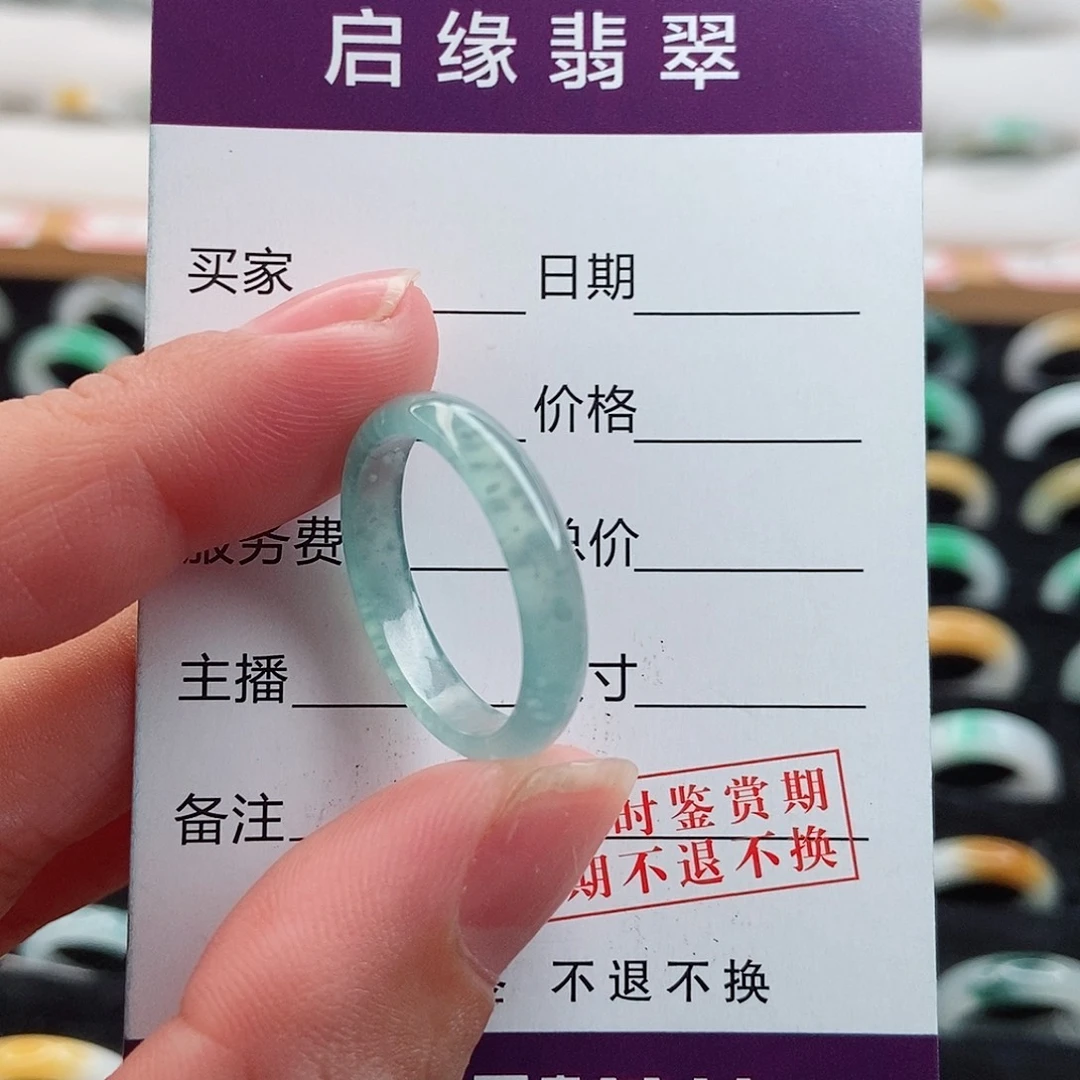 启缘翡翠
买家 日期
价格
服务费 总价
主播 寸
备注
时鉴赏期
期不退不换
不退不换